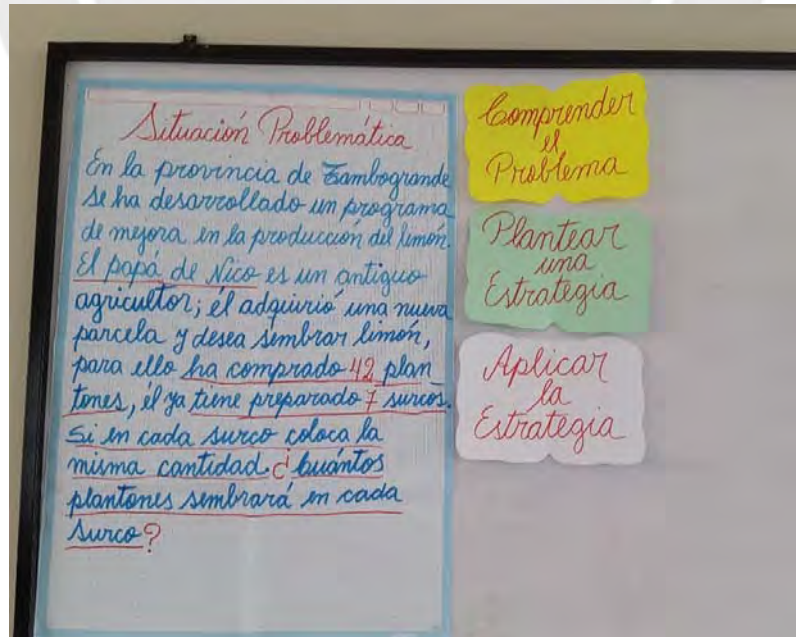 Situación Problemática
En la provincia de Tambogrande
se ha desarrollado un programa
de mejora en la producción del limón.
El papá de Nico es un antiguo
agricultor; él adquirió una nueva
parcela y desea sembrar limón,
para ello ha comprado 42 plan_
tones, él ya tiene preparado 7 surcos.
Si en cada surco coloca la
misma cantidad. ¿Cuántos
plantones sembrará en cada
surco?
Comprender
el
Problema
Plantear
una
Estrategia
Aplicar
la
Estrategia